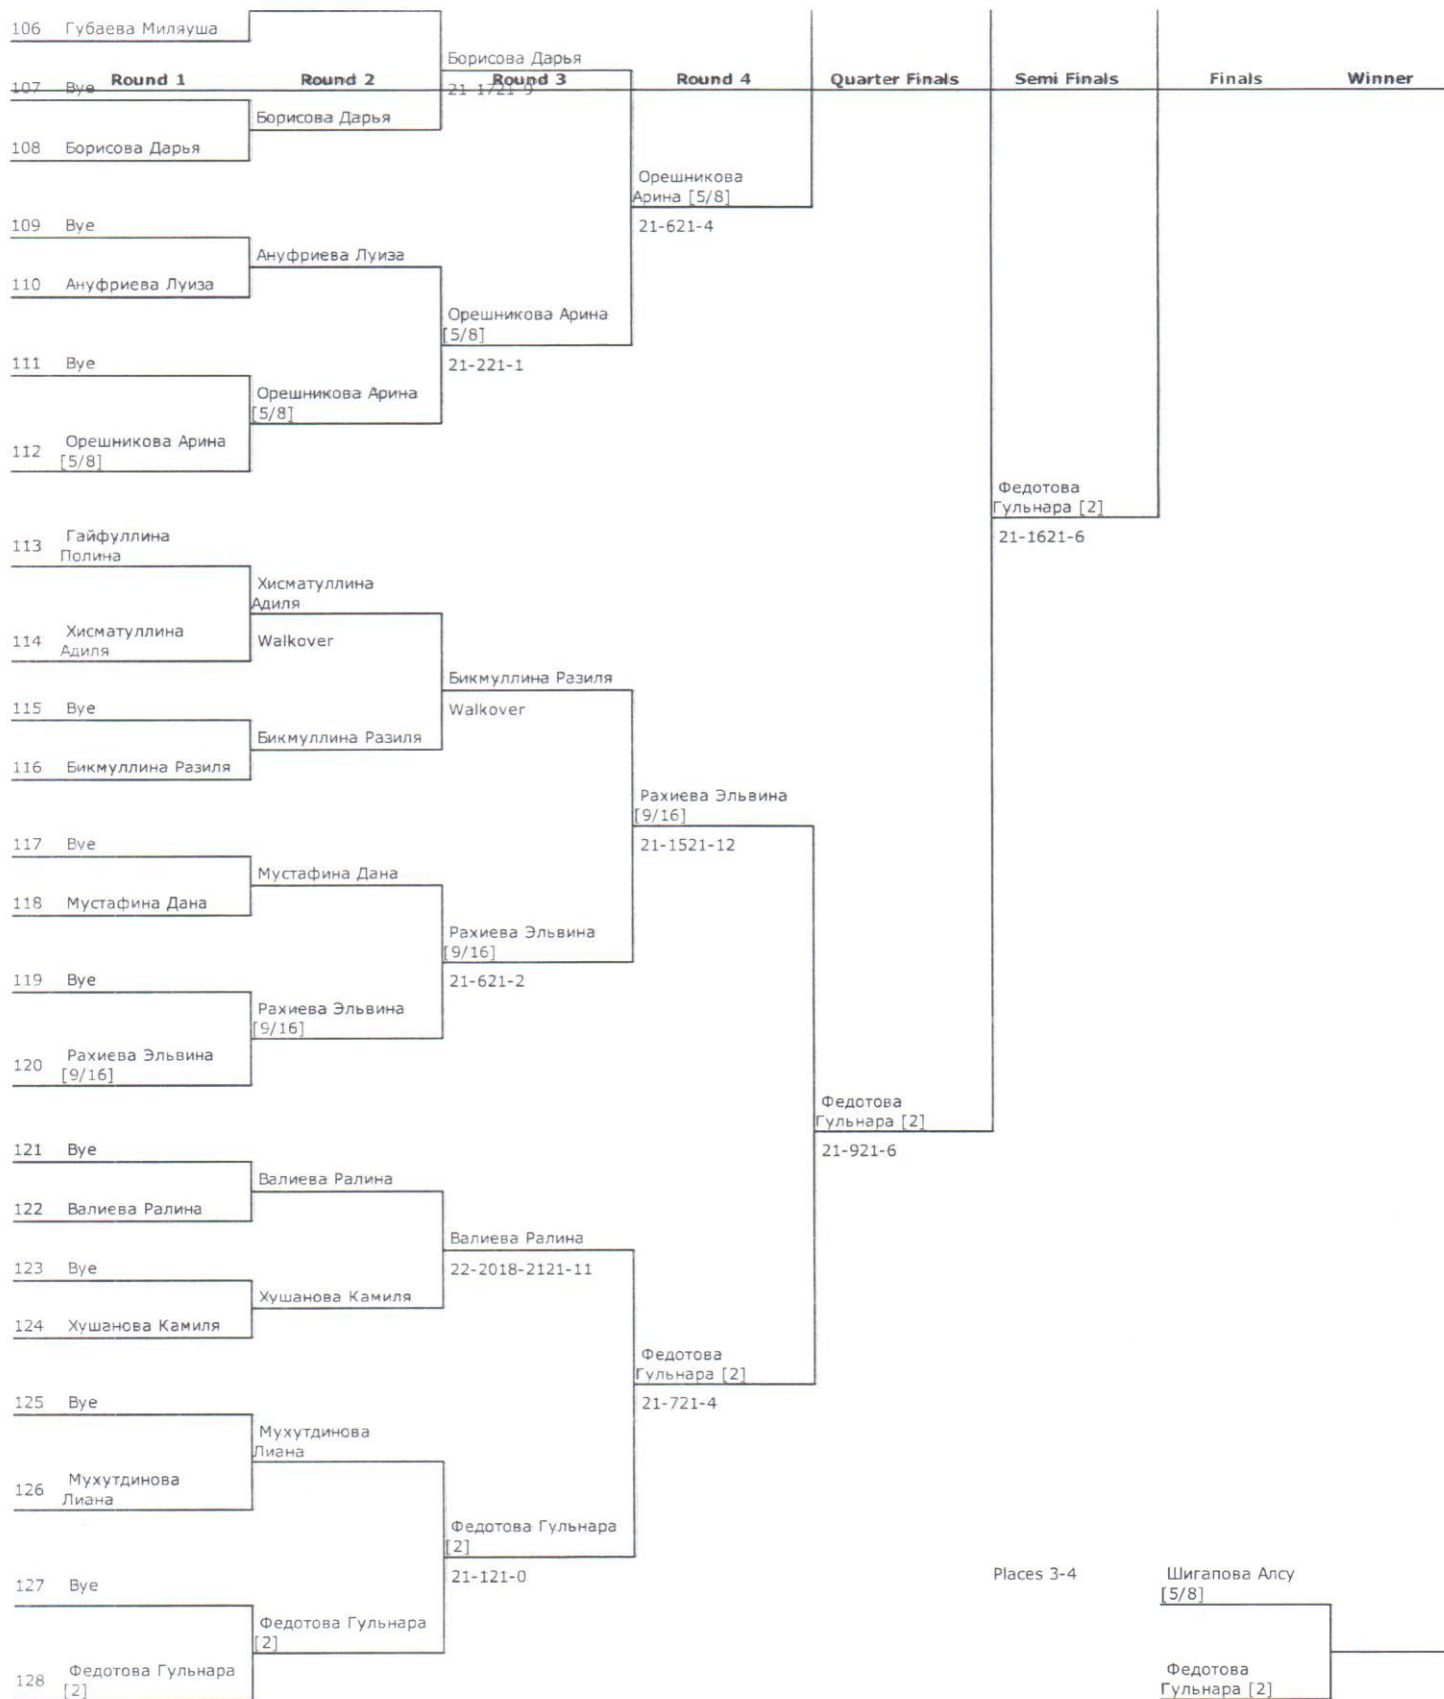 106 Губаева Миляуша
Борисова Дарья
Round 1 Round 2 Round 3 Round 4 Quarter Finals Semi Finals Finals Winner
107 Bye
21-1721-9
Борисова Дарья
108 Борисова Дарья
Орешникова
Арина [5/8]
21-621-4
109 Bye
Ануфриева Луиза
110 Ануфриева Луиза
Орешникова Арина
[5/8]
21-221-1
111 Bye
Орешникова Арина
[5/8]
112 Орешникова Арина
[5/8]
Федотова
Гульнара [2]
21-1621-6
113 Гайфуллина
Полина
Хисматуллина
Адиля
Walkover
114 Хисматуллина
Адиля
Бикмуллина Разиля
Walkover
115 Bye
Бикмуллина Разиля
116 Бикмуллина Разиля
Рахиева Эльвина
[9/16]
21-1521-12
117 Bye
Мустафина Дана
118 Мустафина Дана
Рахиева Эльвина
[9/16]
21-621-2
119 Bye
Рахиева Эльвина
[9/16]
120 Рахиева Эльвина
[9/16]
Федотова
Гульнара [2]
21-921-6
121 Bye
Валиева Ралина
122 Валиева Ралина
Валиева Ралина
22-2018-2121-11
123 Bye
Хушанова Камиля
124 Хушанова Камиля
Федотова
Гульнара [2]
21-721-4
125 Bye
Мухутдинова
Лиана
126 Мухутдинова
Лиана
Федотова Гульнара
[2]
21-121-0
127 Bye
Федотова Гульнара
[2]
128 Федотова Гульнара
[2]
Places 3-4
Шигапова Алсу
[5/8]
Федотова
Гульнара [2]